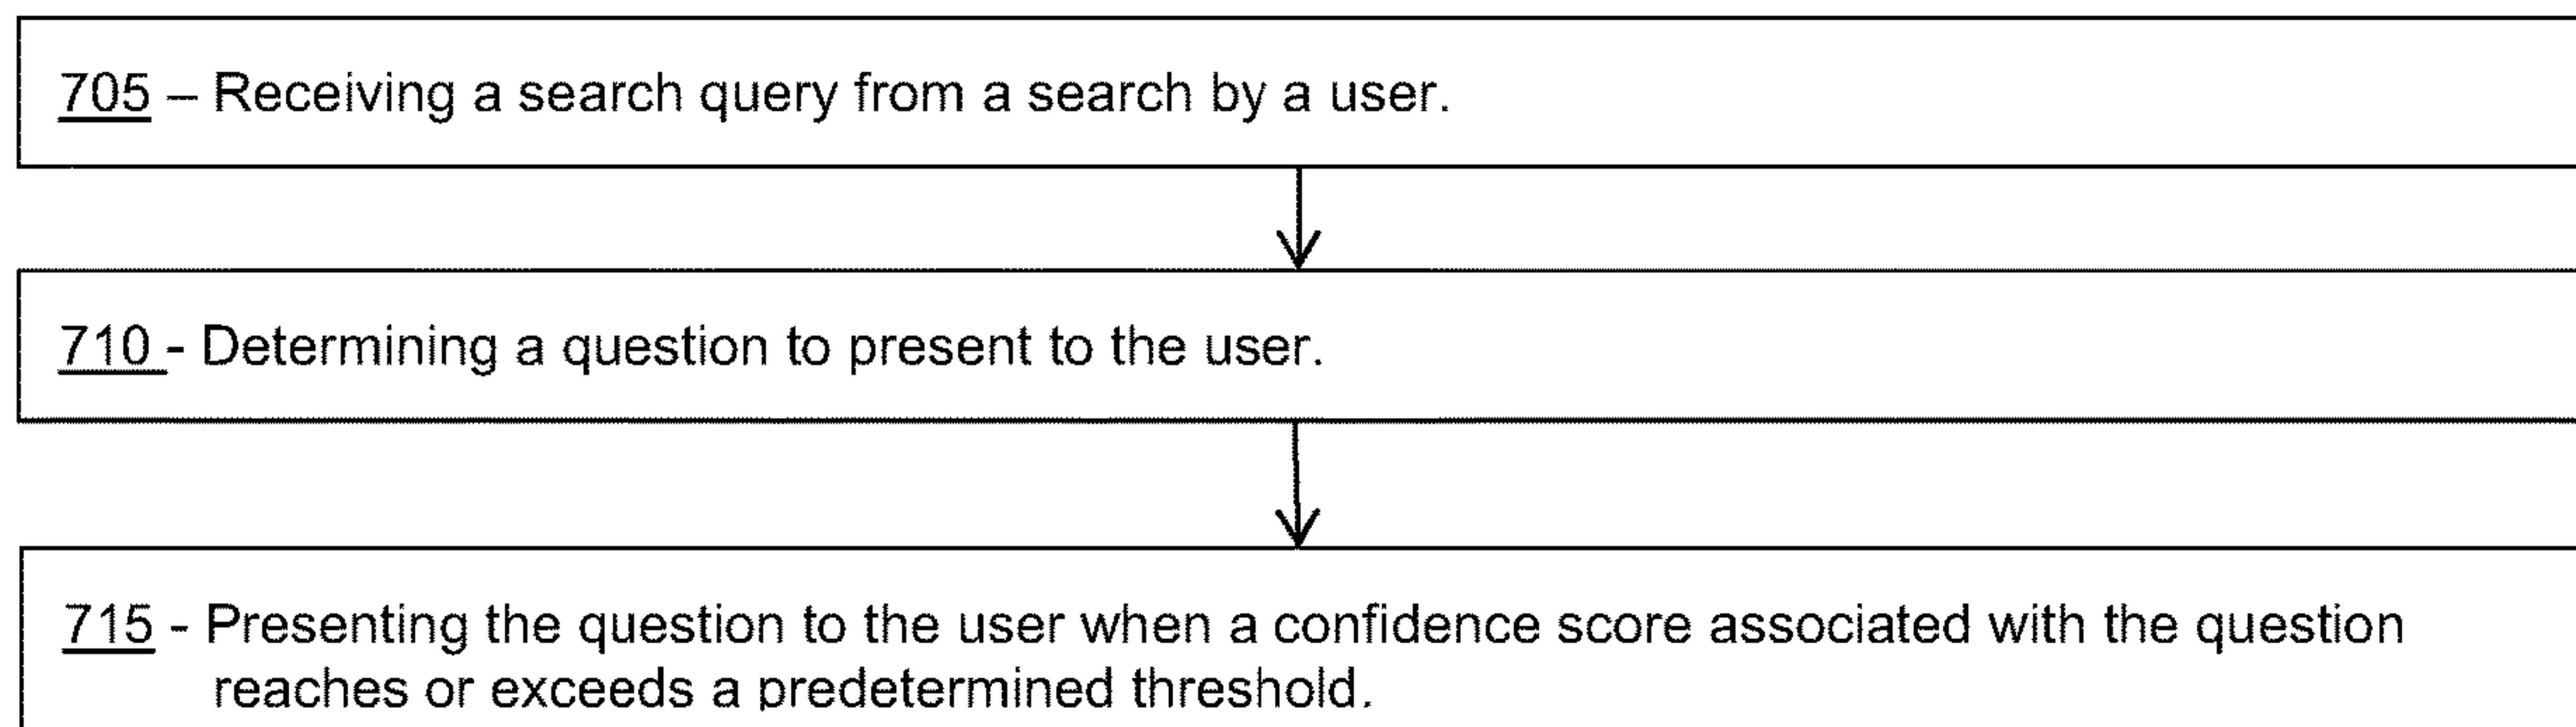 705 – Receiving a search query from a search by a user.
710 - Determining a question to present to the user.
715 - Presenting the question to the user when a confidence score associated with the question
reaches or exceeds a predetermined threshold.